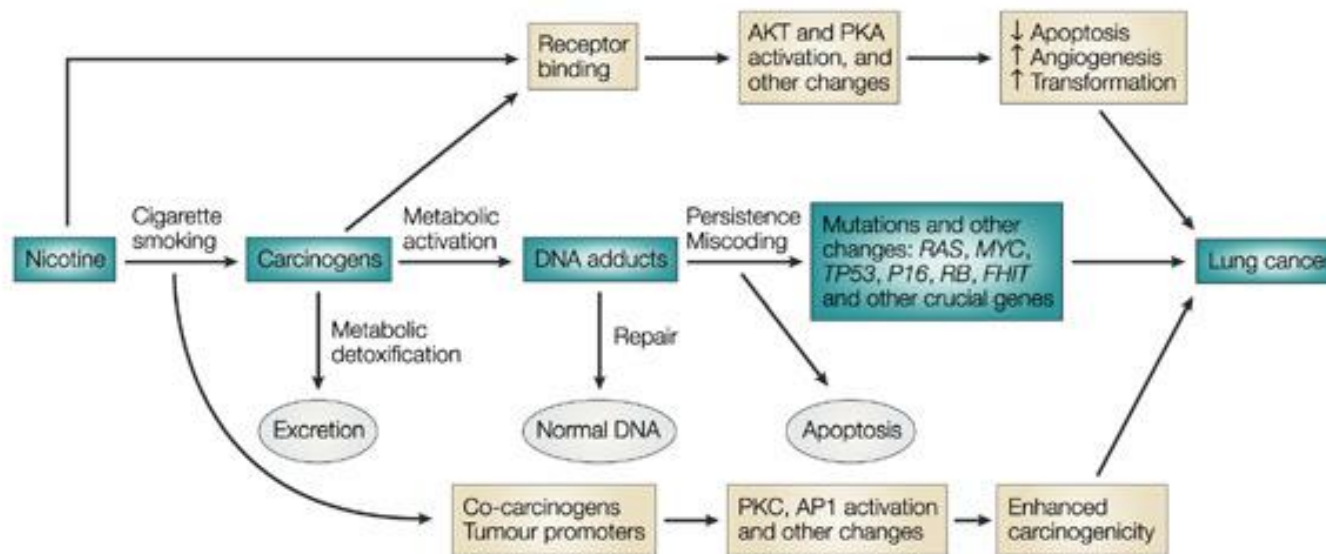 Receptor
binding
AKT and PKA
activation, and
other changes
↓ Apoptosis
↑ Angiogenesis
↑ Transformation
Nicotine
Cigarette
smoking
Carcinogens
Metabolic
activation
DNA adducts
Persistence
Miscoding
Mutations and other
changes: RAS, MYC,
TP53, P16, RB, FHIT
and other crucial genes
Lung cancer
Metabolic
detoxification
Repair
Excretion
Normal DNA
Apoptosis
Co-carcinogens
Tumour promoters
PKC, AP1 activation
and other changes
Enhanced
carcinogenicity